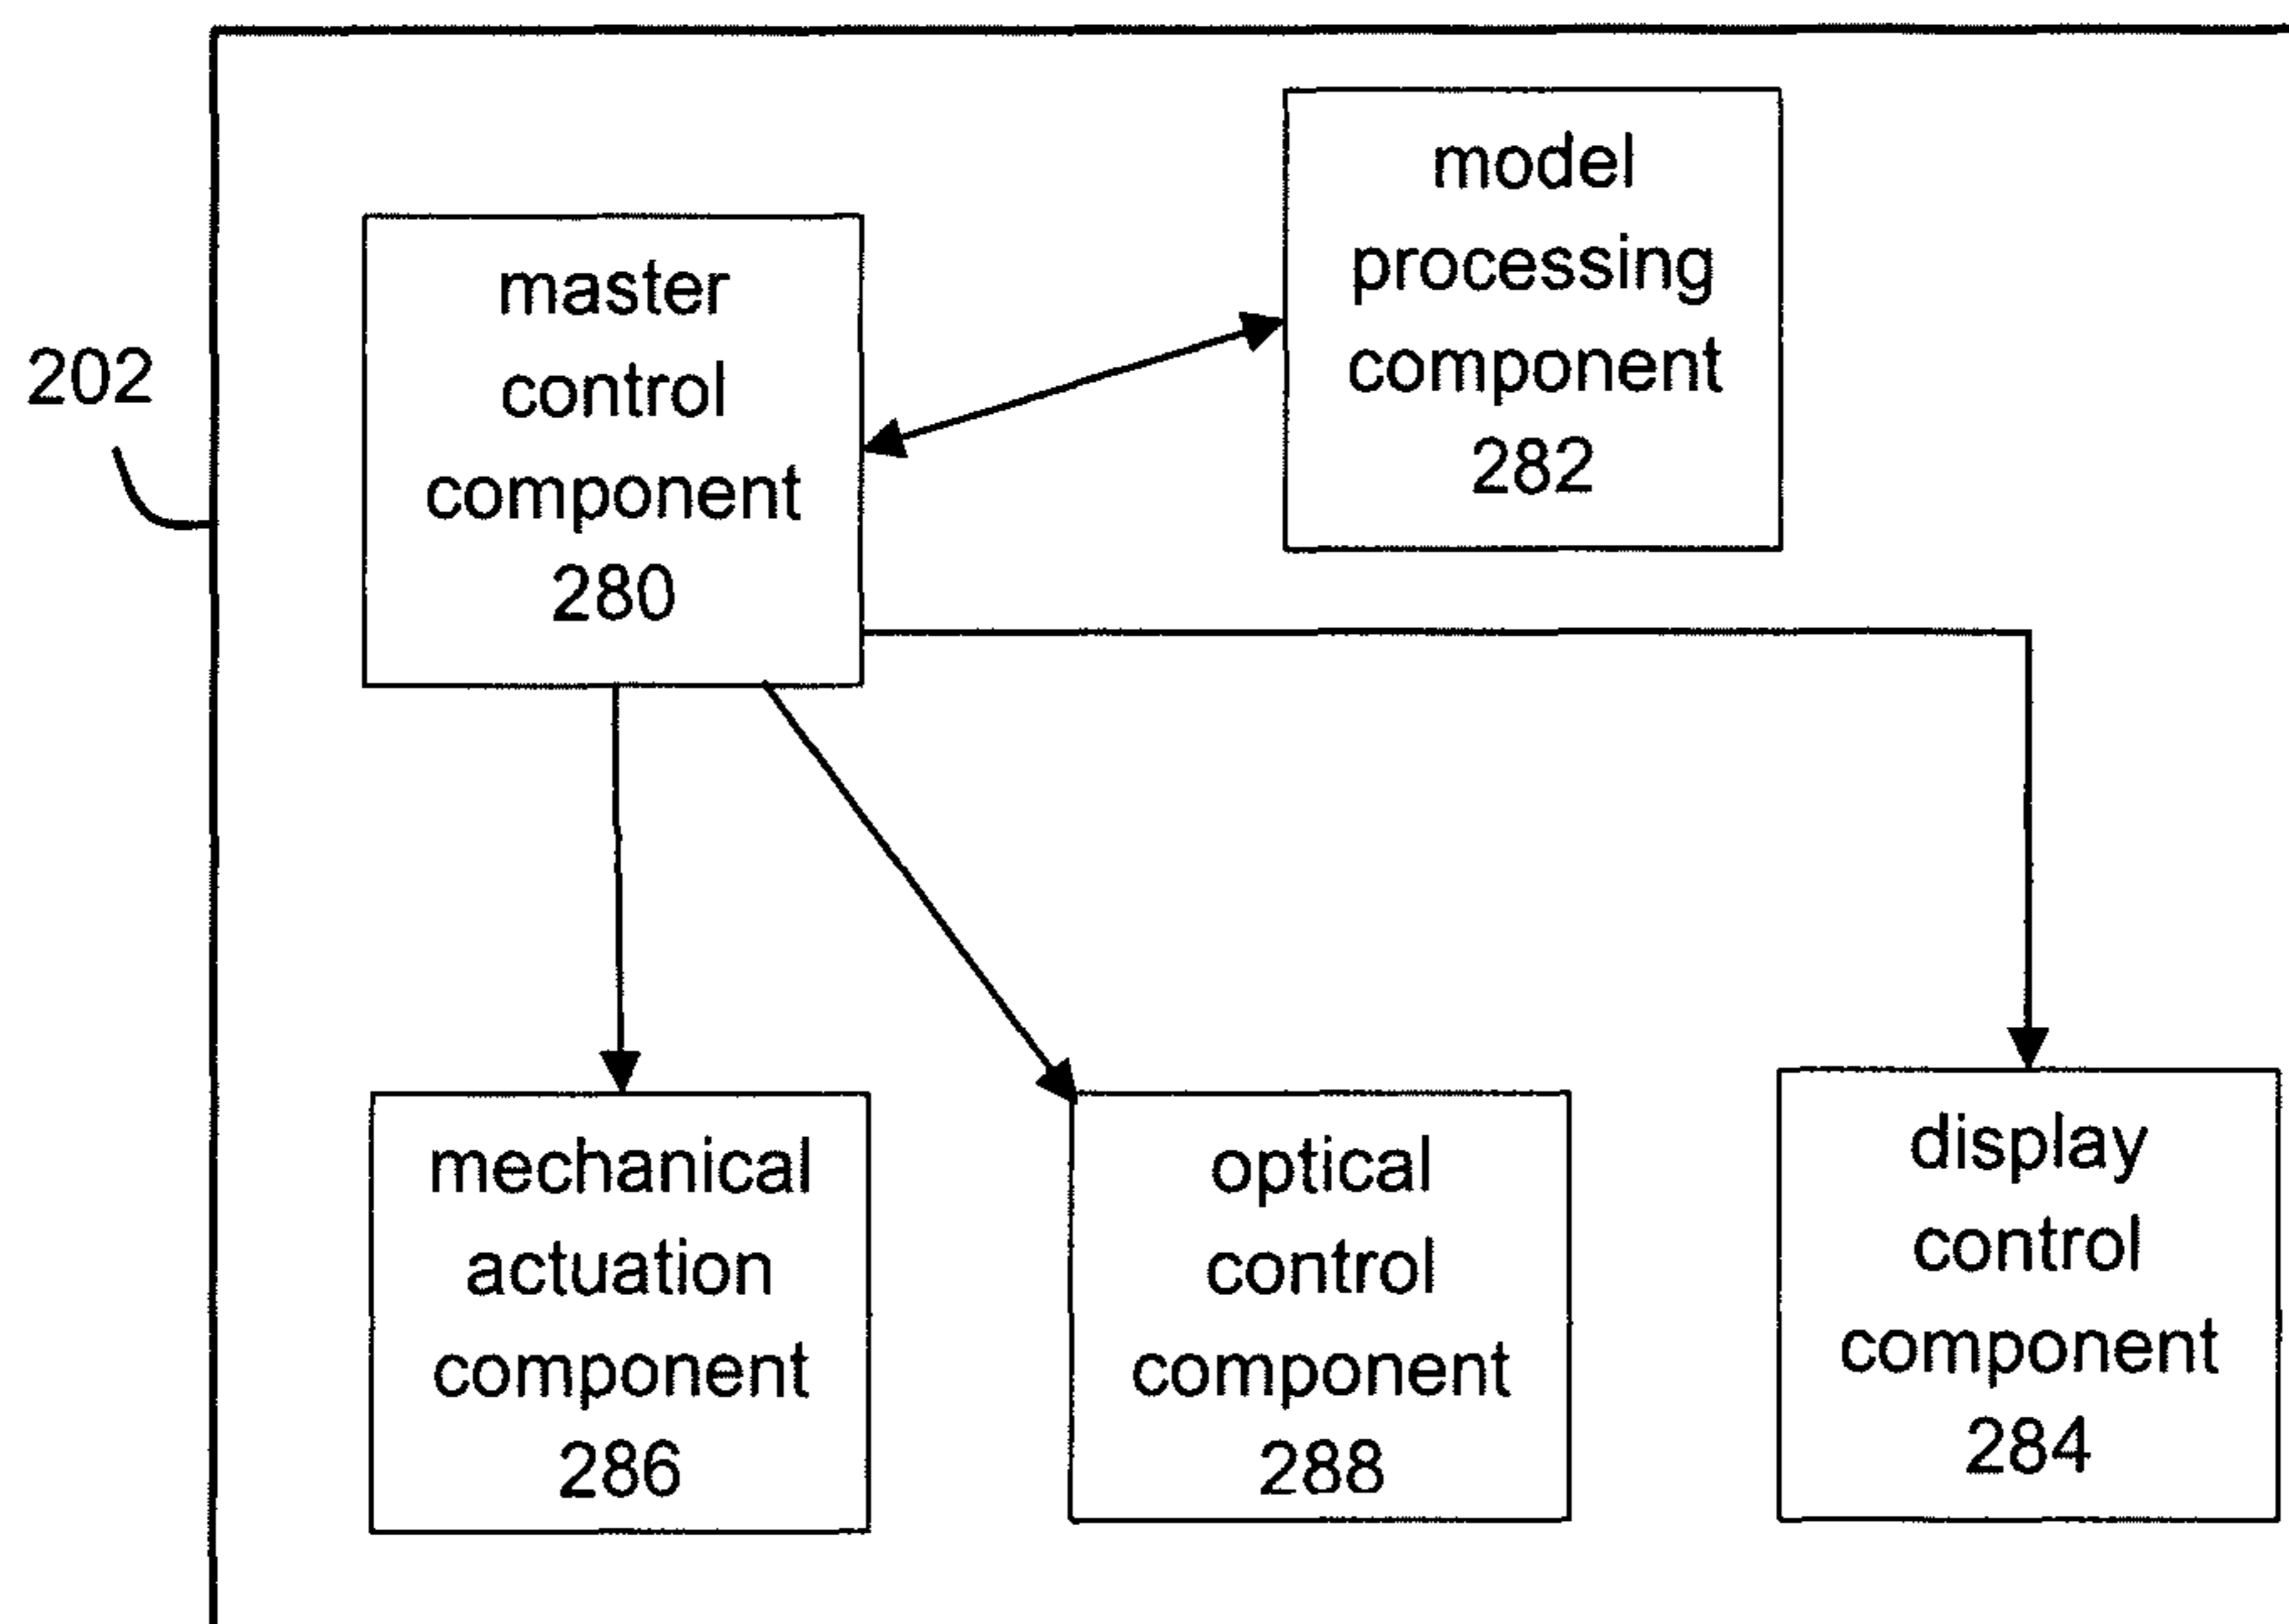 model
processing
component
282
master
control
component
280
202
mechanical
actuation
component
286
optical
control
component
288
display
control
component
284